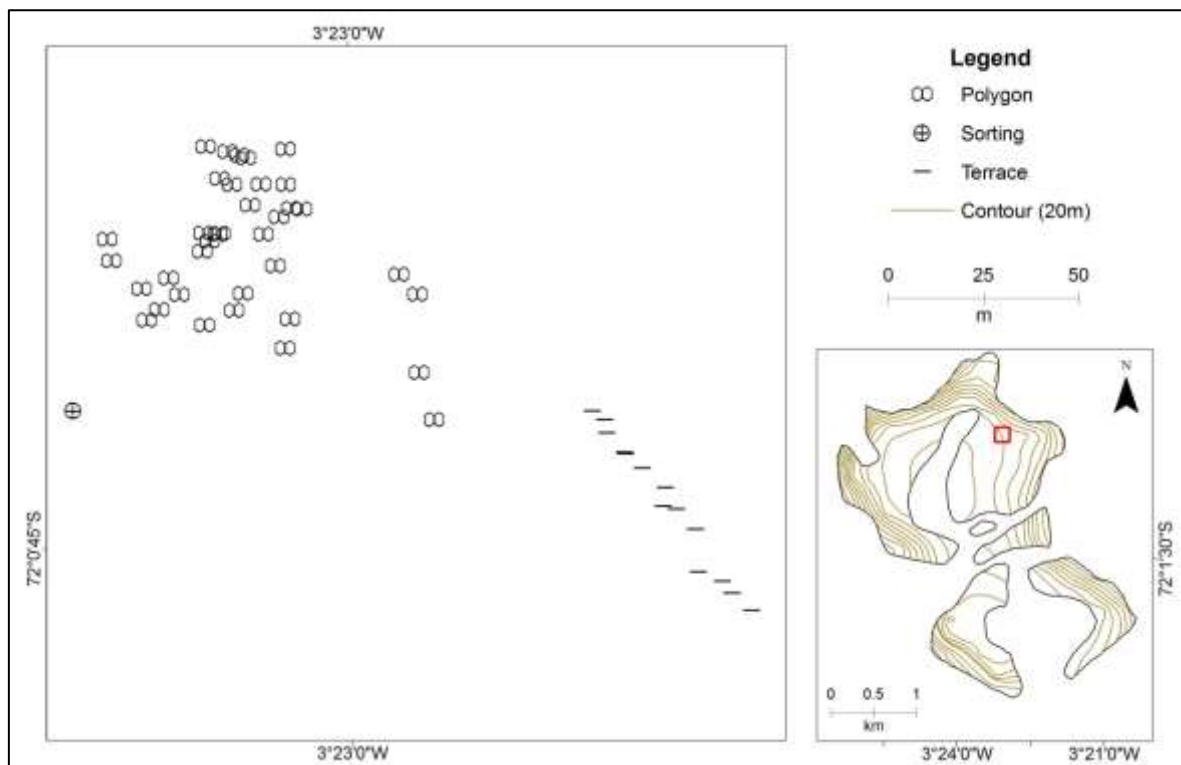 3°23'0"W
Legend
Polygon
Sorting
Terrace
Contour (20m)
0 25 50
m
72°0'45"S
3°23'0"W
N
72°1'30"S
0 0.5 1
km
3°24'0"W 3°21'0"W